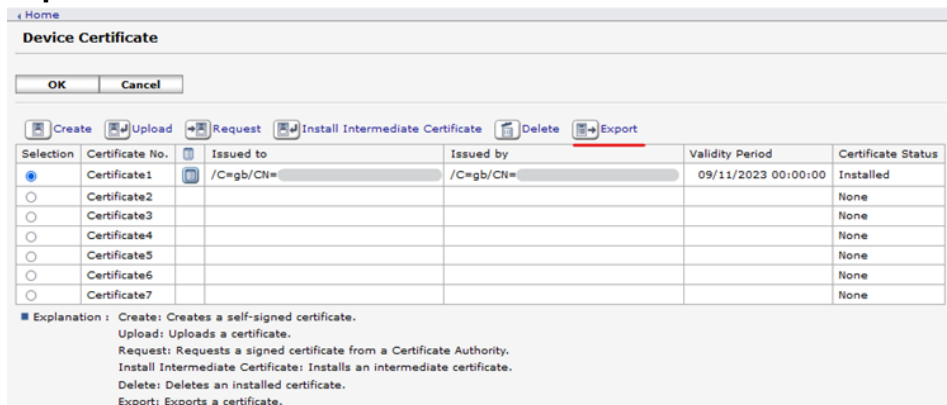 Home
Device Certificate
OK Cancel
Create Upload Request Install Intermediate Certificate Delete Export
Selection Certificate No. Issued to Issued by Validity Period Certificate Status
Certificate1 /C=gb/CN= /C=gb/CN= 09/11/2023 00:00:00 Installed
Certificate2 None
Certificate3 None
Certificate4 None
Certificate5 None
Certificate6 None
Certificate7 None
Explanation : Create: Creates a self-signed certificate.
Upload: Uploads a certificate.
Request: Requests a signed certificate from a Certificate Authority.
Install Intermediate Certificate: Installs an intermediate certificate.
Delete: Deletes an installed certificate.
Export: Exports a certificate.